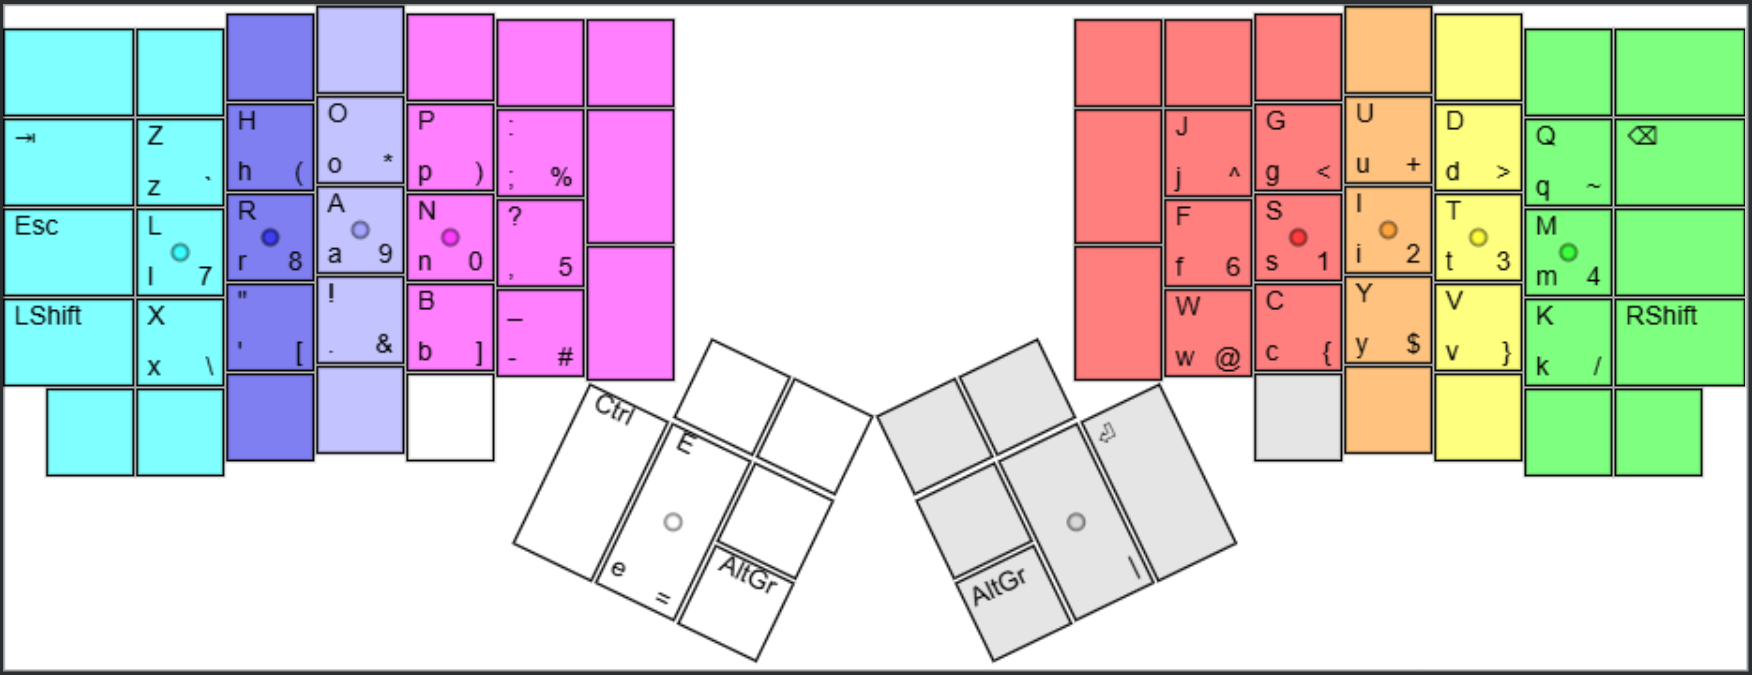 H
h (
O
o *
P
p )
:
; %
J
j ^
G
g <
U
u +
D
d >
⇥
Z
z `
Q
q ~
⌫
Esc
L
l 7
R
r 8
A
a 9
N
n 0
?
, 5
F
f 6
S
s 1
I
i 2
T
t 3
M
m 4
LShift
X
x \
"
' [
!
. &
B
b ]
_
- #
W
w @
C
c {
Y
y $
V
v }
K
k /
RShift
Ctrl
E
e =
AltGr
⏎
|
AltGr